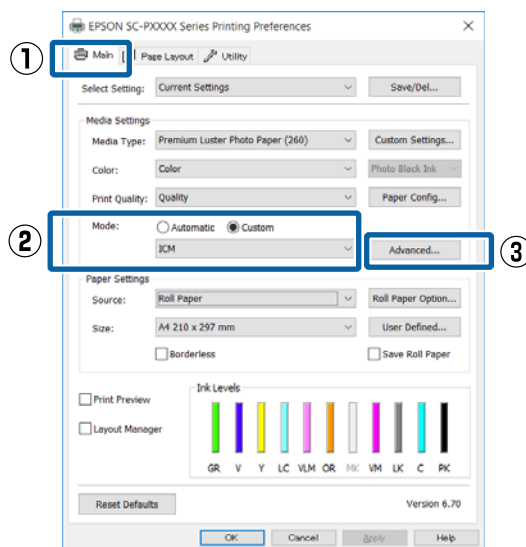 EPSON SC-PXXXX Series Printing Preferences
1
Main Page Layout Utility
Select Setting: Current Settings Save/Del...
Media Settings
Media Type: Premium Luster Photo Paper (260) Custom Settings...
Color: Color Photo Black Ink
Print Quality: Quality Paper Config...
Mode: Automatic Custom
2
ICM Advanced...
3
Paper Settings
Source: Roll Paper Roll Paper Option...
Size: A4 210 x 297 mm User Defined...
Borderless Save Roll Paper
Print Preview
Layout Manager
Ink Levels
GR V Y LC VLM OR MK VM LK C PK
Reset Defaults Version 6.70
OK Cancel Apply Help